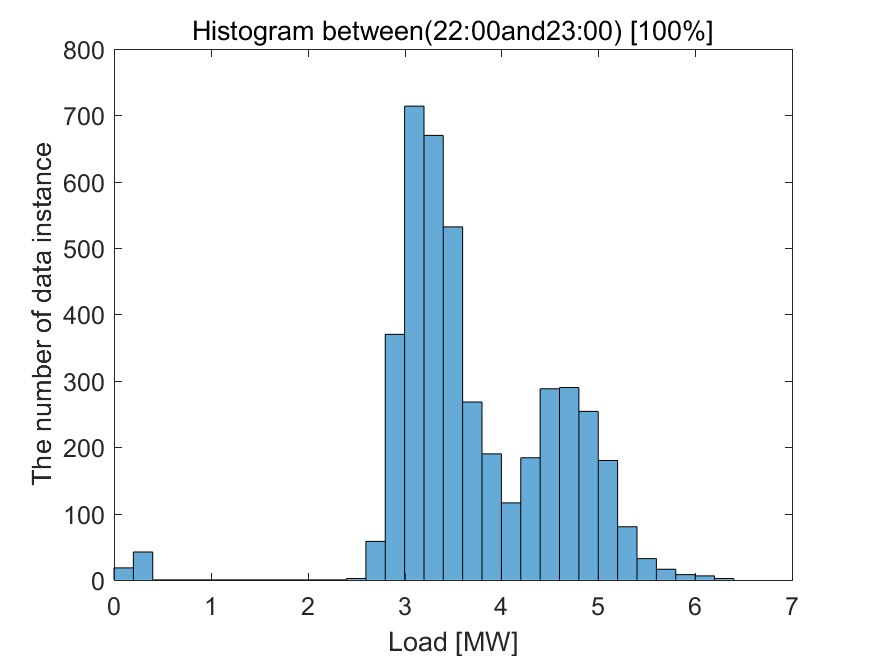 Histogram between(22:00and23:00) [100%]
800
700
600
500
400
300
200
100
0
The number of data instance
0 1 2 3 4 5 6 7
Load [MW]